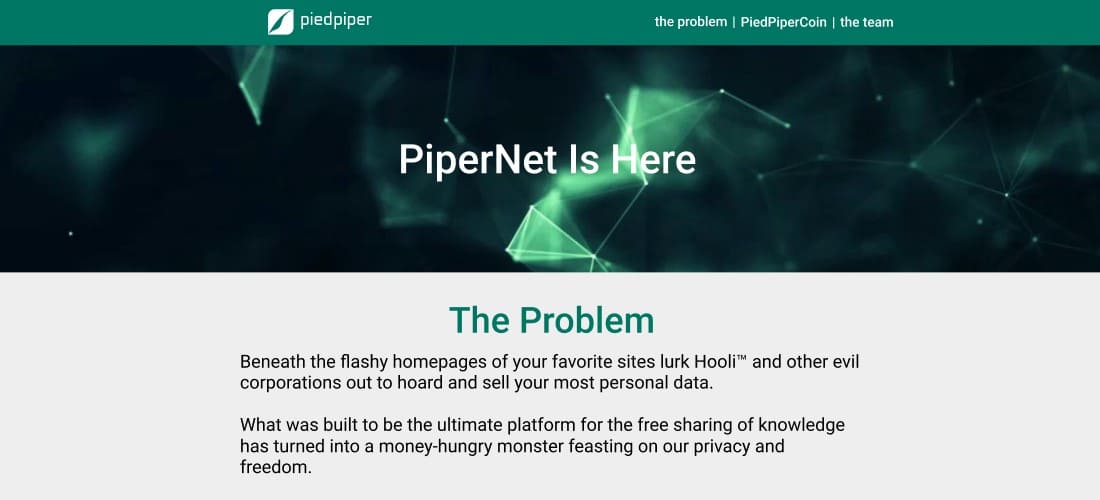 piedpiper
the problem | PiedPiperCoin | the team
PiperNet Is Here
The Problem
Beneath the flashy homepages of your favorite sites lurk Hooli™ and other evil
corporations out to hoard and sell your most personal data.
What was built to be the ultimate platform for the free sharing of knowledge
has turned into a money-hungry monster feasting on our privacy and
freedom.